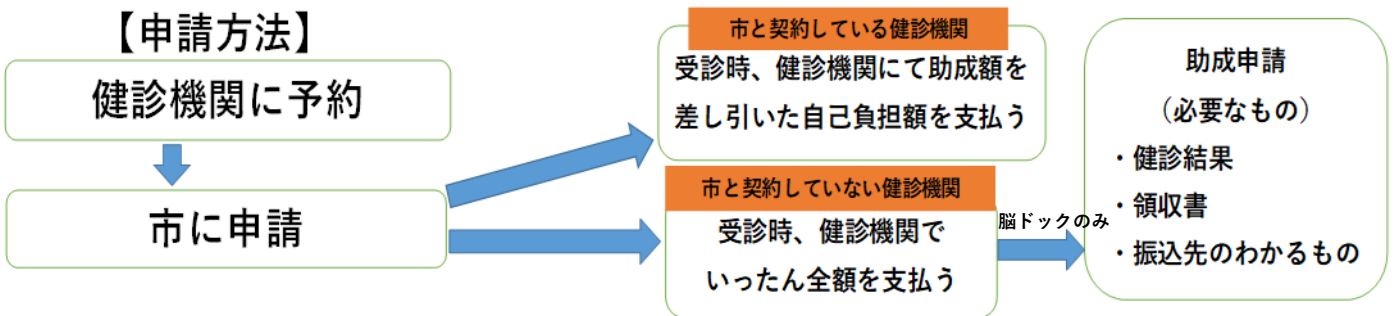 【申請方法】
健診機関に予約
市に申請
市と契約している健診機関
受診時、健診機関にて助成額を
差し引いた自己負担額を支払う
市と契約していない健診機関
受診時、健診機関で
いったん全額を支払う
脳ドックのみ
助成申請
（必要なもの）
・健診結果
・領収書
・振込先のわかるもの